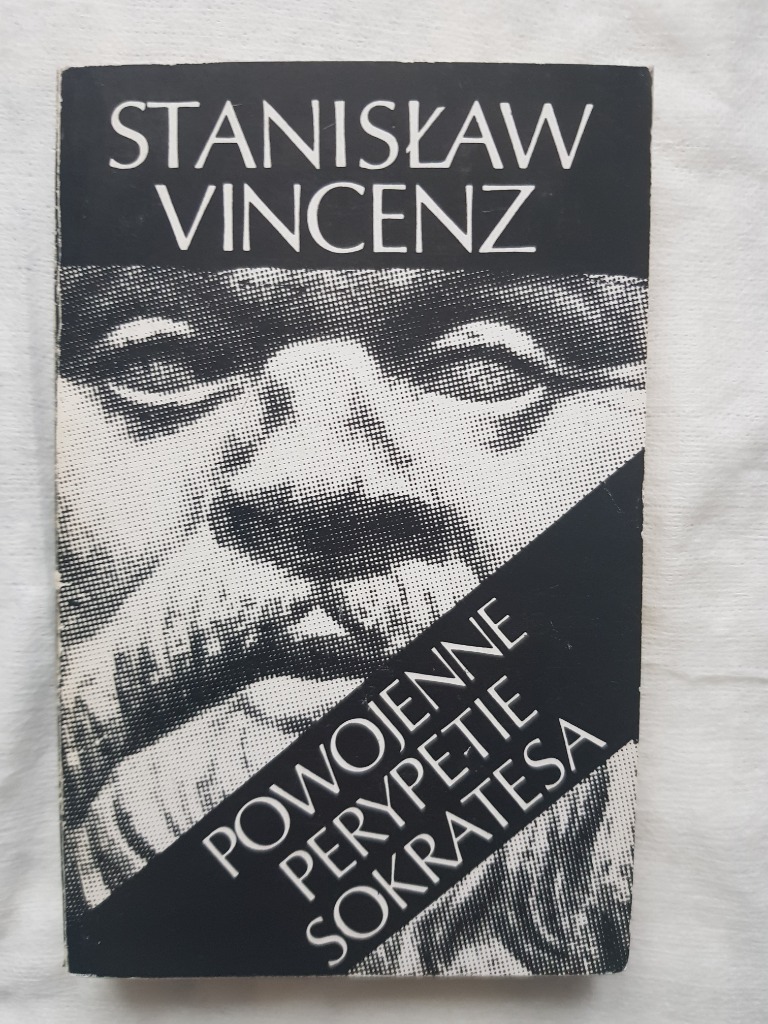 STANISŁAW
VINCENZ
POWOJENNE
PERYPETIE
SOKRATESA